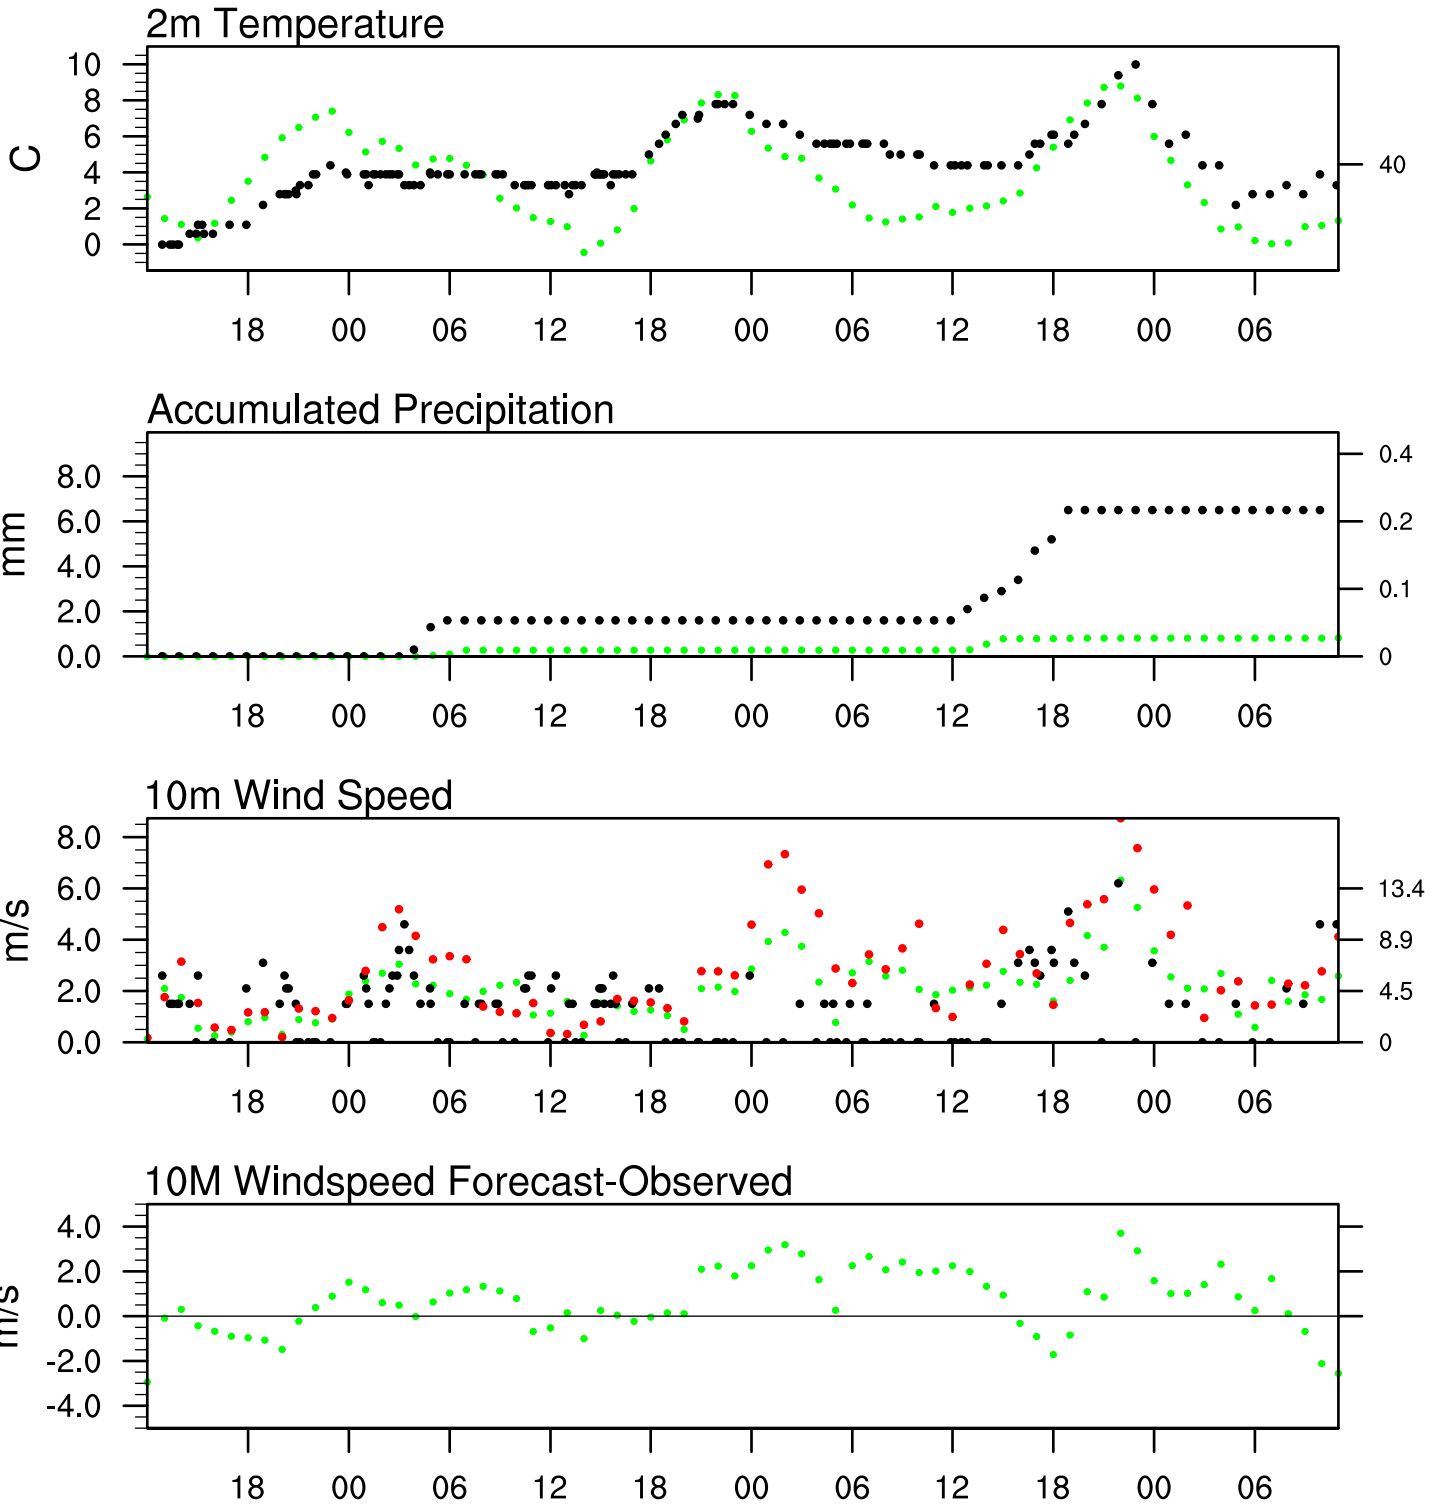 2m Temperature
C
10
8
6
4
2
0
40
18 00 06 12 18 00 06 12 18 00 06
Accumulated Precipitation
mm
8.0
6.0
4.0
2.0
0.0
0.4
0.2
0.1
0
18 00 06 12 18 00 06 12 18 00 06
10m Wind Speed
m/s
8.0
6.0
4.0
2.0
0.0
13.4
8.9
4.5
0
18 00 06 12 18 00 06 12 18 00 06
10M Windspeed Forecast-Observed
m/s
4.0
2.0
0.0
-2.0
-4.0
18 00 06 12 18 00 06 12 18 00 06